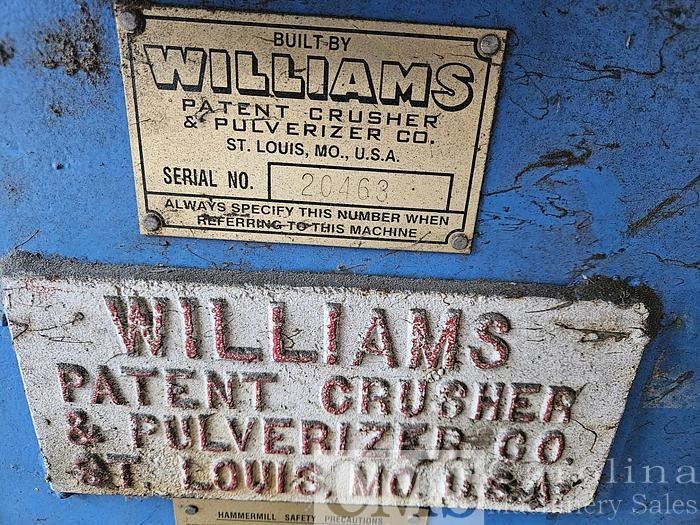 BUILT BY
WILLIAMS
PATENT CRUSHER
& PULVERIZER CO.
ST. LOUIS, MO., U.S.A.
SERIAL NO. 20463
ALWAYS SPECIFY THIS NUMBER WHEN
REFERRING TO THIS MACHINE
WILLIAMS
PATENT CRUSHER
& PULVERIZER CO.
ST. LOUIS, MO. U.S.A.
Carolina
Machinery Sales
HAMMERMILL SAFETY PRECAUTIONS